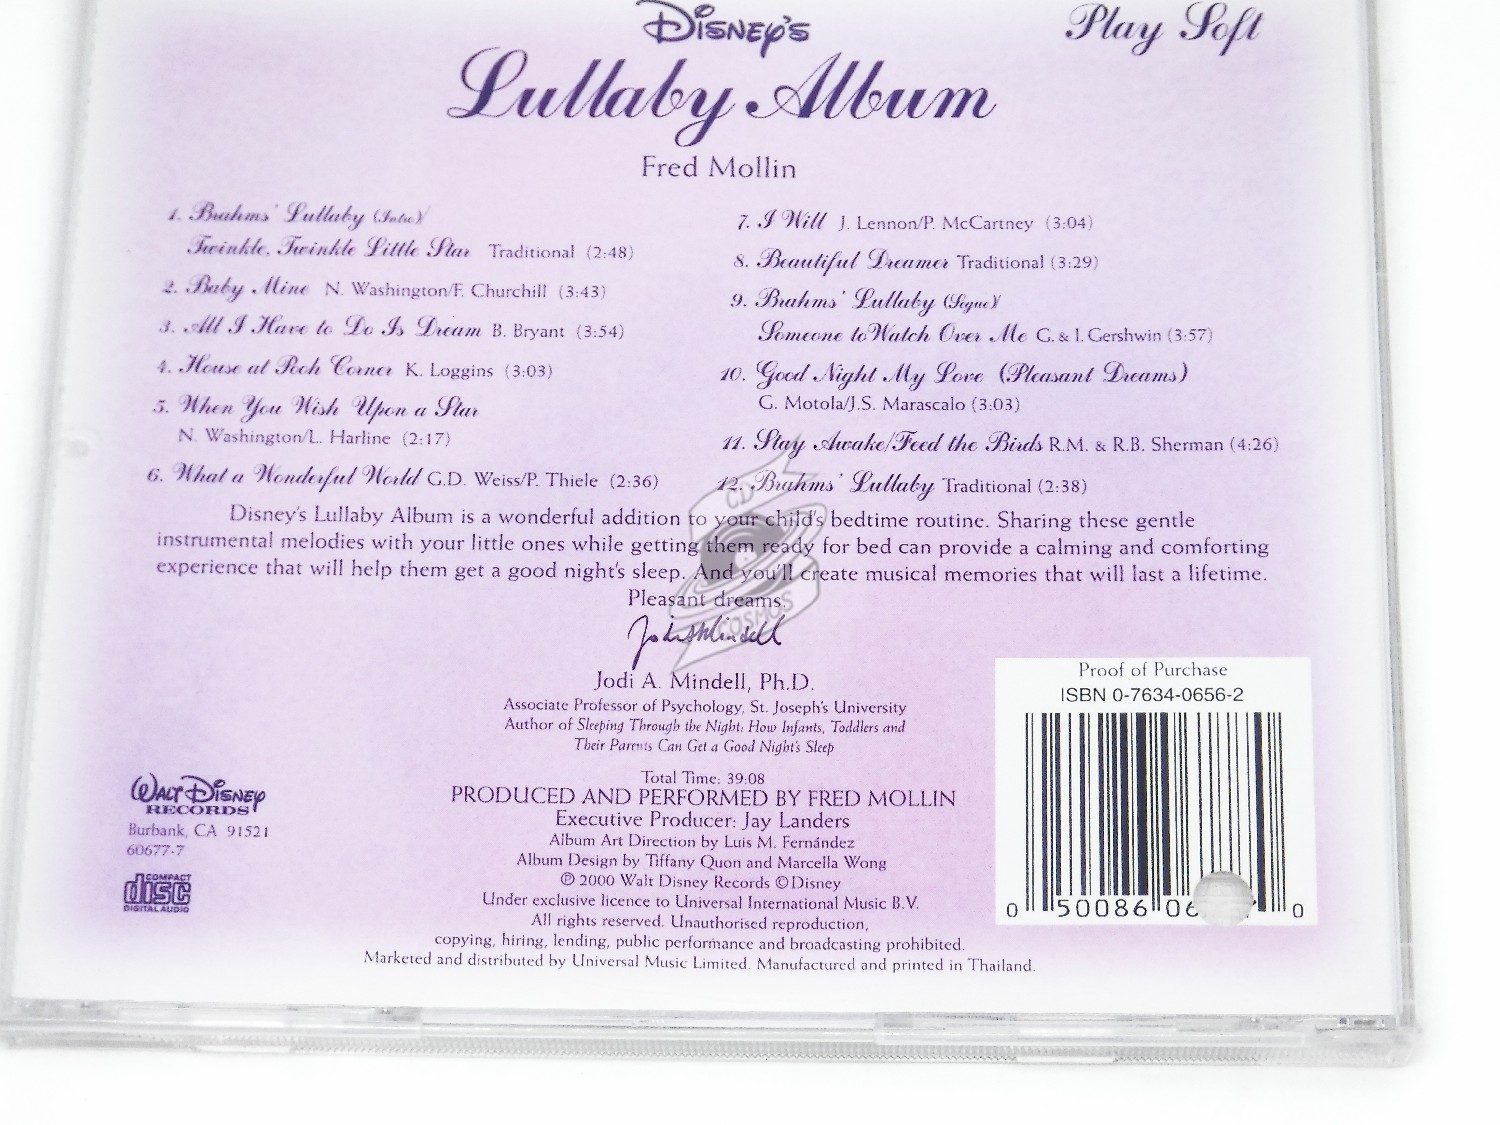 Disney's
Play Soft
Lullaby Album
Fred Mollin
1. Brahms' Lullaby (Intro)/
Twinkle, Twinkle Little Star Traditional (2:48)
2. Baby Mine N. Washington/F. Churchill (3:43)
3. All I Have to Do Is Dream B. Bryant (3:54)
4. House at Pooh Corner K. Loggins (3:03)
5. When You Wish Upon a Star
N. Washington/L. Harline (2:17)
6. What a Wonderful World G.D. Weiss/P. Thiele (2:36)
7. I Will J. Lennon/P. McCartney (3:04)
8. Beautiful Dreamer Traditional (3:29)
9. Brahms' Lullaby (Segue)/
Someone to Watch Over Me G. & I. Gershwin (3:57)
10. Good Night My Love (Pleasant Dreams)
G. Motola/J.S. Marascalo (3:03)
11. Stay Awake/Feed the Birds R.M. & R.B. Sherman (4:26)
12. Brahms' Lullaby Traditional (2:38)
Disney's Lullaby Album is a wonderful addition to your child's bedtime routine. Sharing these gentle
instrumental melodies with your little ones while getting them ready for bed can provide a calming and comforting
experience that will help them get a good night's sleep. And you'll create musical memories that will last a lifetime.
Pleasant dreams.
CD
COSMOS
Jodi A. Mindell
Jodi A. Mindell, Ph.D.
Associate Professor of Psychology, St. Joseph's University
Author of Sleeping Through the Night: How Infants, Toddlers and
Their Parents Can Get a Good Night's Sleep
Total Time: 39:08
PRODUCED AND PERFORMED BY FRED MOLLIN
Executive Producer: Jay Landers
Album Art Direction by Luis M. Fernández
Album Design by Tiffany Quon and Marcella Wong
℗ 2000 Walt Disney Records © Disney
Under exclusive licence to Universal International Music B.V.
All rights reserved. Unauthorised reproduction,
copying, hiring, lending, public performance and broadcasting prohibited.
Marketed and distributed by Universal Music Limited. Manufactured and printed in Thailand.
Walt Disney
RECORDS
Burbank, CA 91521
60677-7
COMPACT
disc
DIGITAL AUDIO
Proof of Purchase
ISBN 0-7634-0656-2
0 50086 06 0